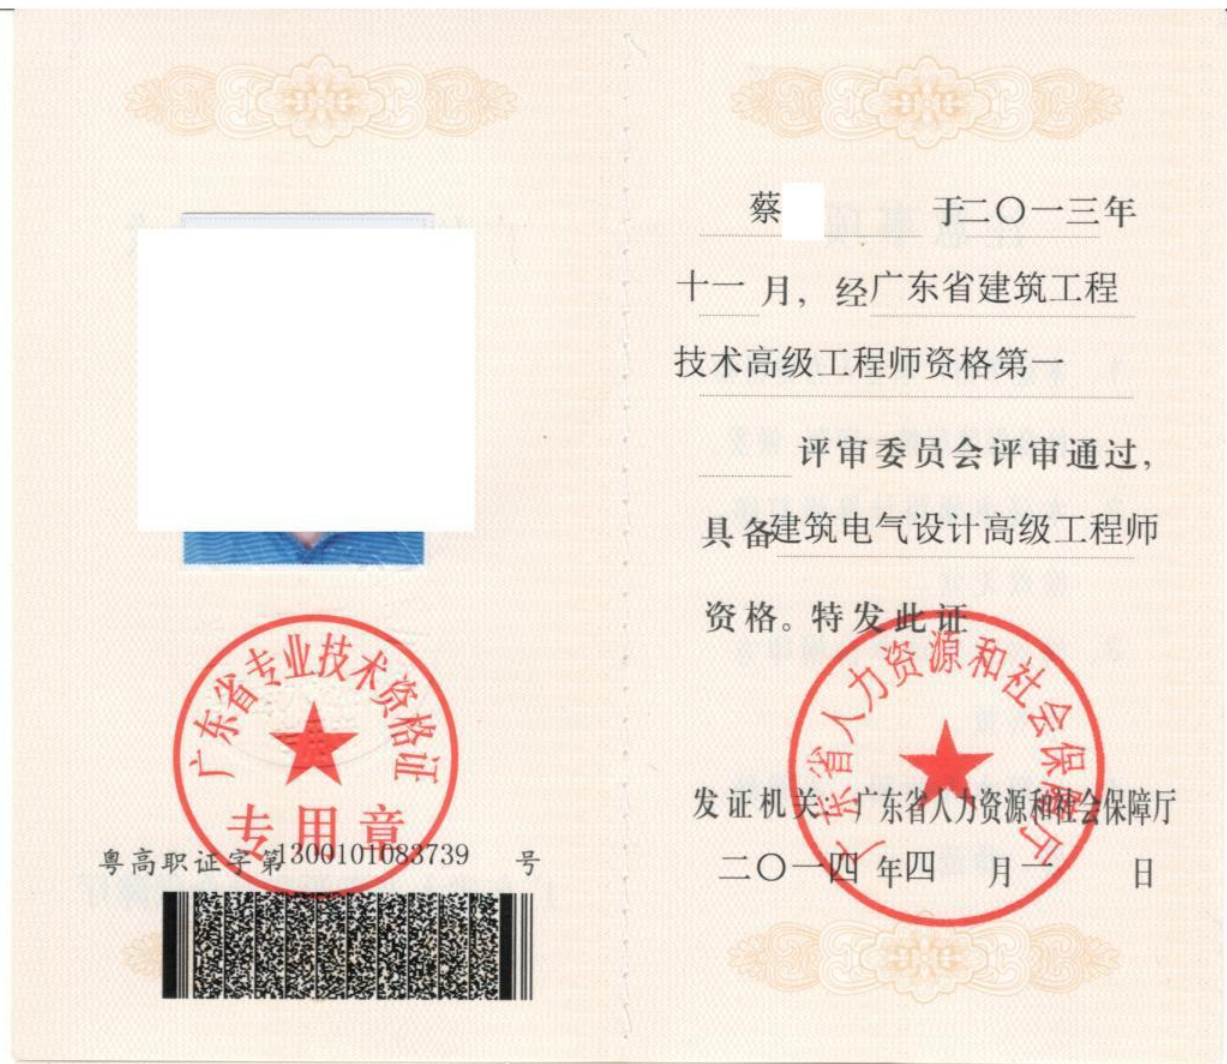 广东省专业技术资格证
专用章
粤高职证字第1300101083739 号
蔡 于二〇一三年
十一月，经广东省建筑工程
技术高级工程师资格第一
评审委员会评审通过，
具备建筑电气设计高级工程师
资格。特发此证
广东省人力资源和社会保障厅
发证机关：广东省人力资源和社会保障厅
二〇一四年四月一日